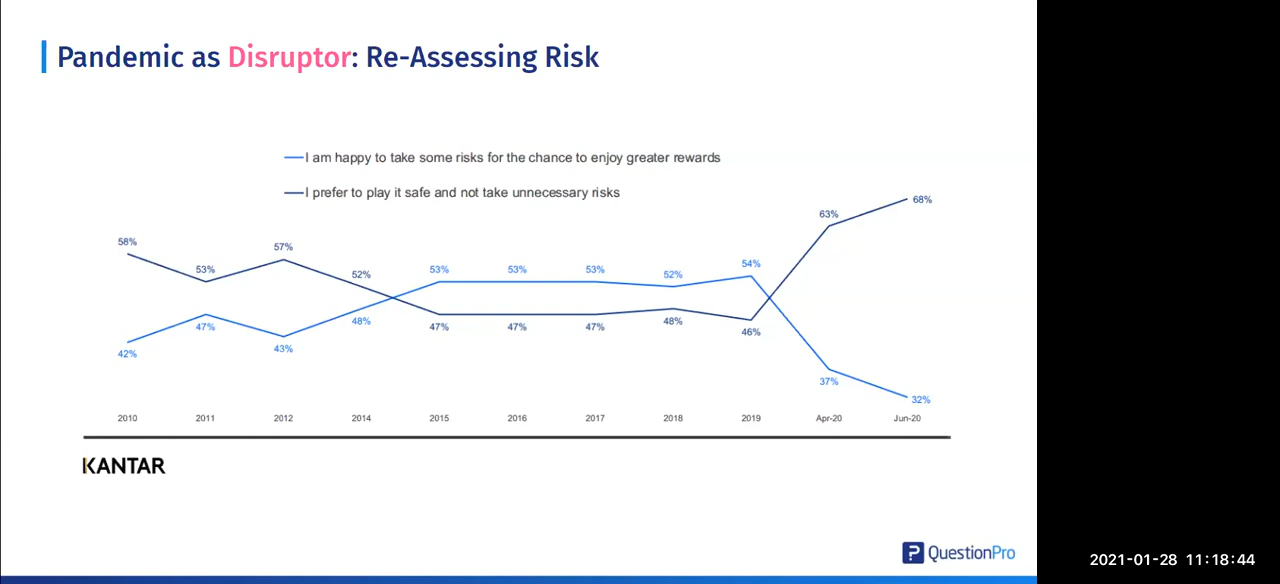 Pandemic as Disruptor: Re-Assessing Risk
I am happy to take some risks for the chance to enjoy greater rewards
I prefer to play it safe and not take unnecessary risks
58% 53% 57% 52% 53% 53% 53% 52% 54% 63% 68%
42% 47% 43% 48% 47% 47% 47% 48% 46% 37% 32%
2010 2011 2012 2014 2015 2016 2017 2018 2019 Apr-20 Jun-20
KANTAR
QuestionPro
2021-01-28 11:18:44